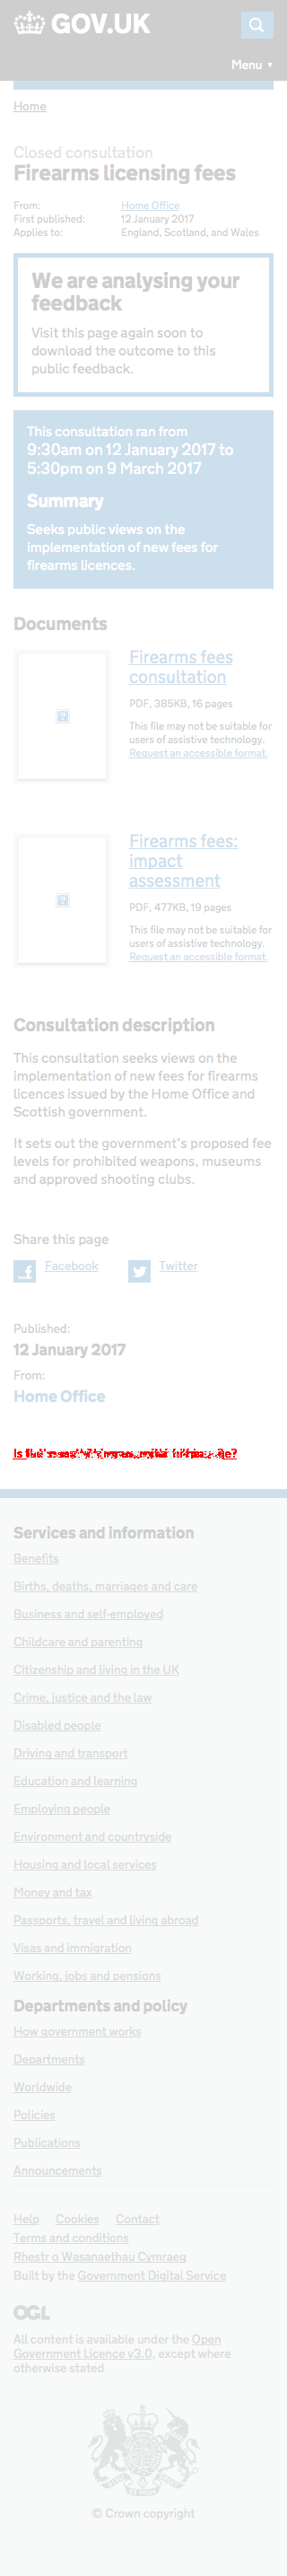 GOV.UK
Menu ▼
Home
Closed consultation
Firearms licensing fees
From: Home Office
First published: 12 January 2017
Applies to: England, Scotland, and Wales
We are analysing your
feedback
Visit this page again soon to
download the outcome to this
public feedback.
This consultation ran from
9:30am on 12 January 2017 to
5:30pm on 9 March 2017
Summary
Seeks public views on the
implementation of new fees for
firearms licences.
Documents
Firearms fees
consultation
PDF, 385KB, 16 pages
This file may not be suitable for
users of assistive technology.
Request an accessible format.
Firearms fees:
impact
assessment
PDF, 477KB, 19 pages
This file may not be suitable for
users of assistive technology.
Request an accessible format.
Consultation description
This consultation seeks views on the
implementation of new fees for firearms
licences issued by the Home Office and
Scottish government.
It sets out the government's proposed fee
levels for prohibited weapons, museums
and approved shooting clubs.
Share this page
Facebook Twitter
Published:
12 January 2017
From:
Home Office
Services and information
Benefits
Births, deaths, marriages and care
Business and self-employed
Childcare and parenting
Citizenship and living in the UK
Crime, justice and the law
Disabled people
Driving and transport
Education and learning
Employing people
Environment and countryside
Housing and local services
Money and tax
Passports, travel and living abroad
Visas and immigration
Working, jobs and pensions
Departments and policy
How government works
Departments
Worldwide
Policies
Publications
Announcements
Help Cookies Contact
Terms and conditions
Rhestr o Wasanaethau Cymraeg
Built by the Government Digital Service
OGL
All content is available under the Open
Government Licence v3.0, except where
otherwise stated
© Crown copyright